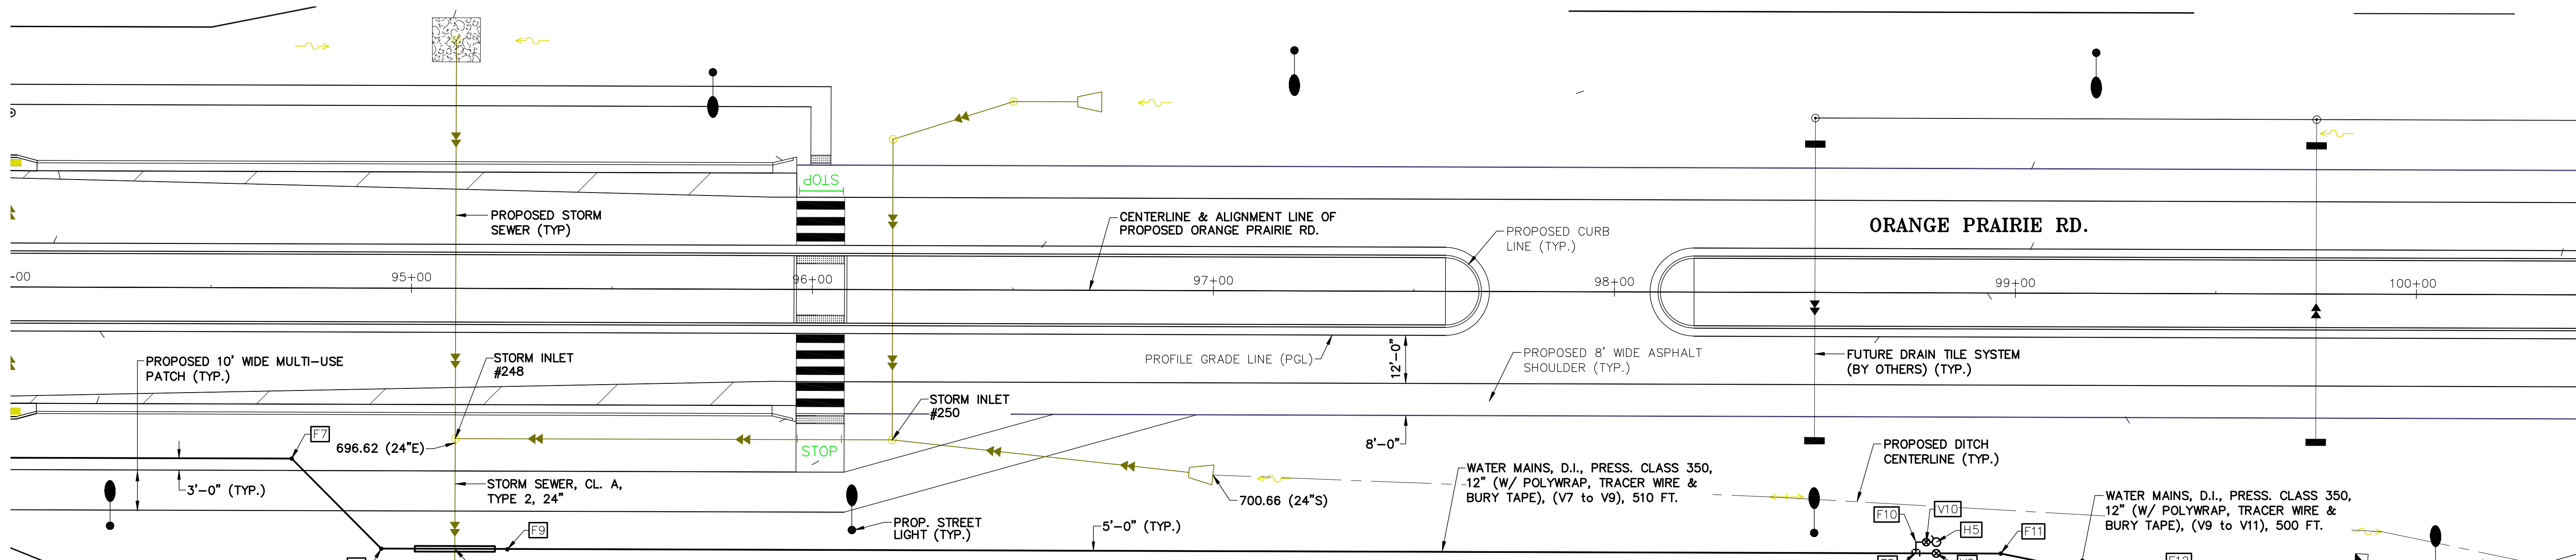 STOP
PROPOSED STORM
SEWER (TYP)
CENTERLINE & ALIGNMENT LINE OF
PROPOSED ORANGE PRAIRIE RD.
PROPOSED CURB
LINE (TYP.)
ORANGE PRAIRIE RD.
-00
95+00
96+00
97+00
98+00
99+00
100+00
PROPOSED 10' WIDE MULTI-USE
PATCH (TYP.)
STORM INLET
#248
PROFILE GRADE LINE (PGL)
12'-0"
PROPOSED 8' WIDE ASPHALT
SHOULDER (TYP.)
FUTURE DRAIN TILE SYSTEM
(BY OTHERS) (TYP.)
STORM INLET
#250
F7
696.62 (24"E)
STOP
8'-0"
PROPOSED DITCH
CENTERLINE (TYP.)
3'-0" (TYP.)
STORM SEWER, CL. A,
TYPE 2, 24"
700.66 (24"S)
WATER MAINS, D.I., PRESS. CLASS 350,
12" (W/ POLYWRAP, TRACER WIRE &
BURY TAPE), (V7 to V9), 510 FT.
WATER MAINS, D.I., PRESS. CLASS 350,
12" (W/ POLYWRAP, TRACER WIRE &
BURY TAPE), (V9 to V11), 500 FT.
F9
PROP. STREET
LIGHT (TYP.)
5'-0" (TYP.)
F10
V10
H5
F11